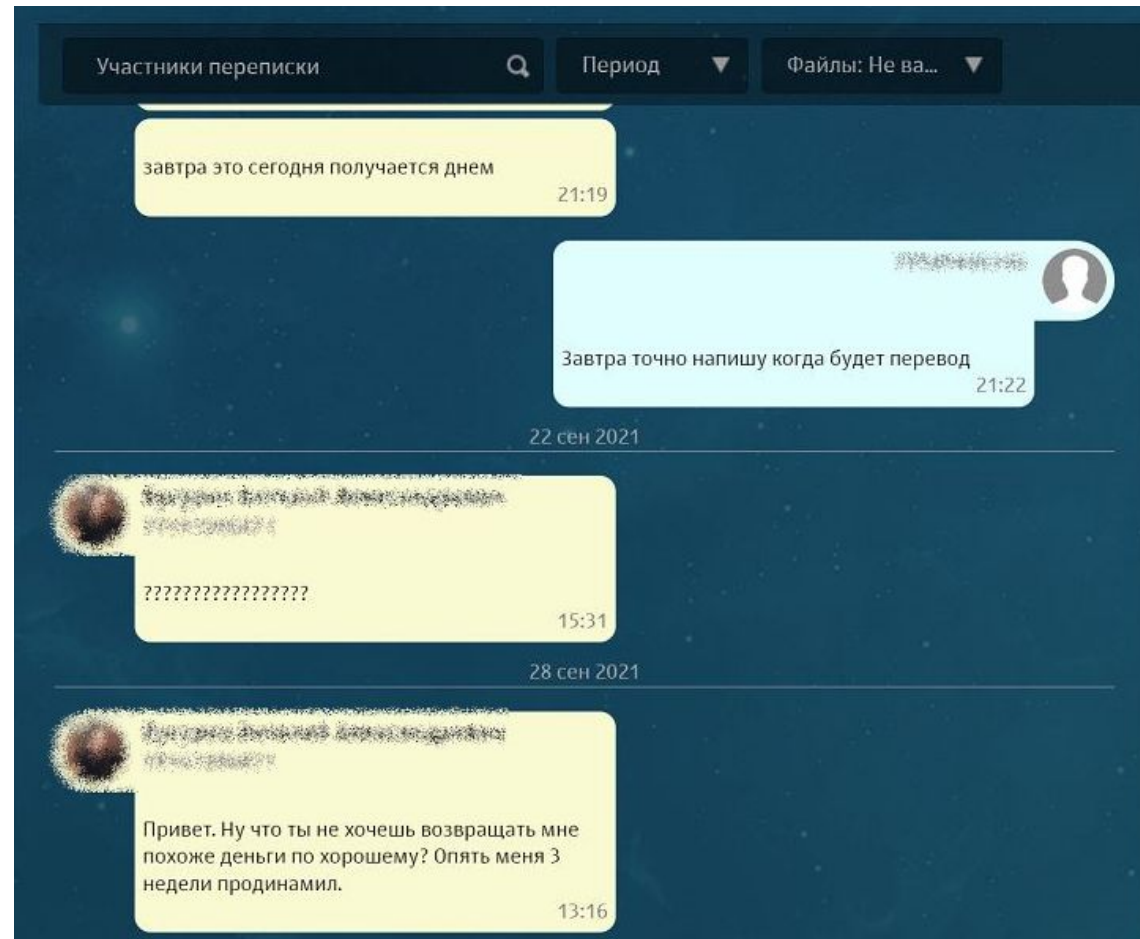 Участники переписки
Период
Файлы: Не ва...
завтра это сегодня получается днем
21:19
Завтра точно напишу когда будет перевод
21:22
22 сен 2021
?????????????????
15:31
28 сен 2021
Привет. Ну что ты не хочешь возвращать мне
похоже деньги по хорошему? Опять меня 3
недели продинамил.
13:16